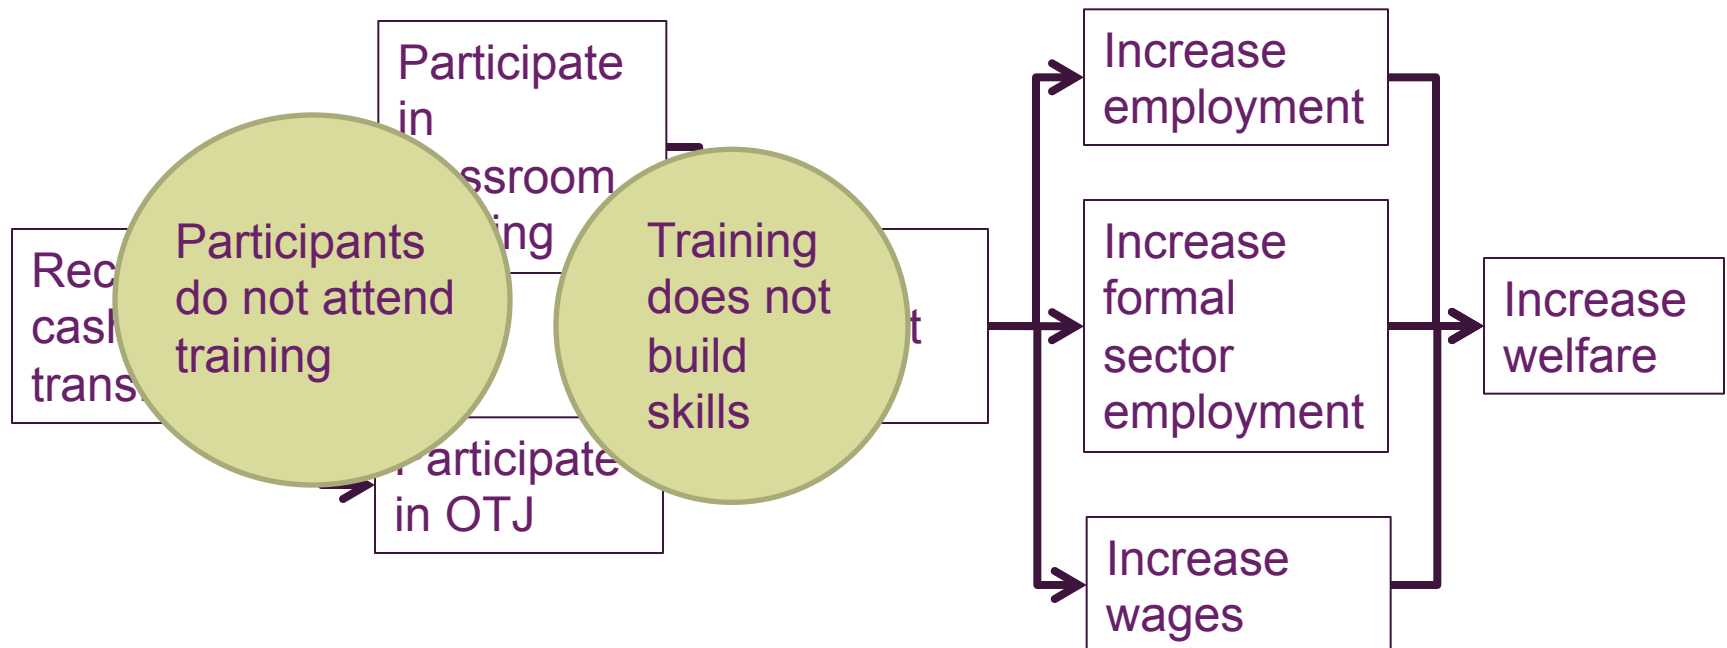 Participate
in
ssroom
ing
Participants
do not attend
training
Rec
cash
trans
Training
does not
build
skills
t
Participate
in OTJ
Increase
employment
Increase
formal
sector
employment
Increase
wages
Increase
welfare